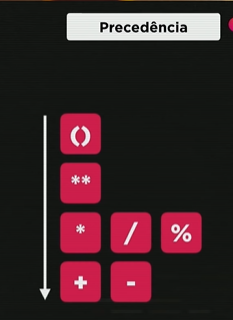 Precedência
()
**
* / %
+ -